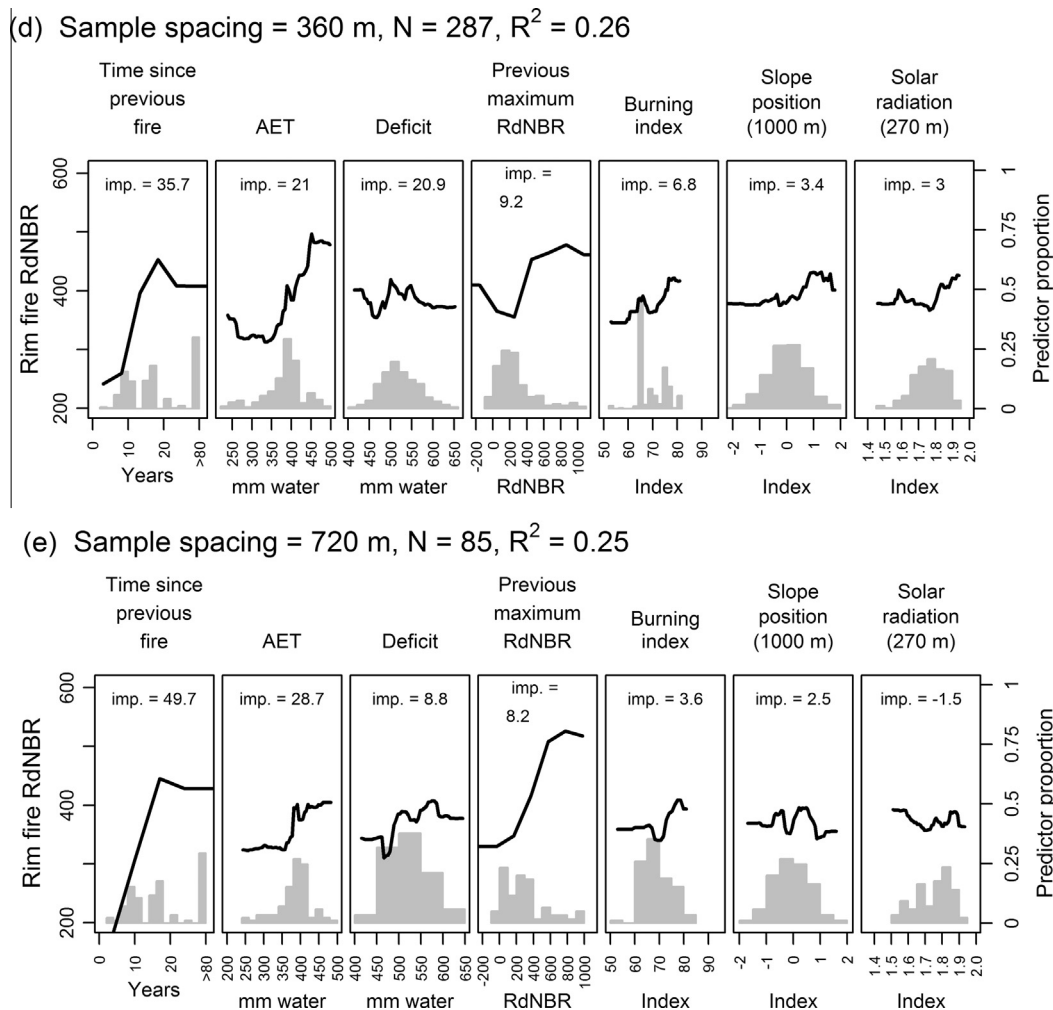 (d) Sample spacing = 360 m, N = 287, R² = 0.26
Time since
previous
fire
AET
Deficit
Previous
maximum
RdNBR
Burning
index
Slope
position
(1000 m)
Solar
radiation
(270 m)
imp. = 35.7
imp. = 21
imp. = 20.9
imp. =
9.2
imp. = 6.8
imp. = 3.4
imp. = 3
Rim fire RdNBR
600
400
200
1
0.75
0.5
0.25
0
Predictor proportion
0 10 20 >80
Years
250 300 350 400 450 500
mm water
400 450 500 550 600 650
mm water
-200 0 200 400 600 800 1000
RdNBR
50 60 70 80 90
Index
-2 -1 0 1 2
Index
1.4 1.5 1.6 1.7 1.8 1.9 2.0
Index
(e) Sample spacing = 720 m, N = 85, R² = 0.25
Time since
previous
fire
AET
Deficit
Previous
maximum
RdNBR
Burning
index
Slope
position
(1000 m)
Solar
radiation
(270 m)
imp. = 49.7
imp. = 28.7
imp. = 8.8
imp. =
8.2
imp. = 3.6
imp. = 2.5
imp. = -1.5
Rim fire RdNBR
600
400
200
1
0.75
0.5
0.25
0
Predictor proportion
0 10 20 >80
Years
200 250 300 350 400 450 500
mm water
400 450 500 550 600 650
mm water
-200 0 200 400 600 800 1000
RdNBR
50 60 70 80 90
Index
-2 -1 0 1 2
Index
1.4 1.5 1.6 1.7 1.8 1.9 2.0
Index